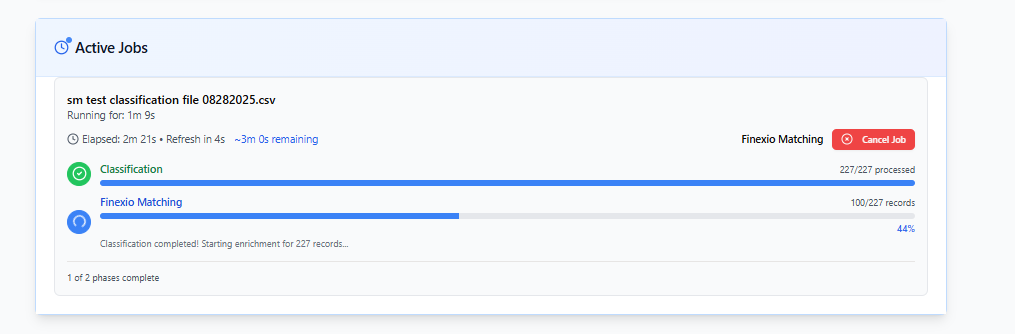 Active Jobs
sm test classification file 08282025.csv
Running for: 1m 9s
Elapsed: 2m 21s • Refresh in 4s ~3m 0s remaining
Finexio Matching Cancel Job
Classification 227/227 processed
Finexio Matching 100/227 records
44%
Classification completed! Starting enrichment for 227 records...
1 of 2 phases complete